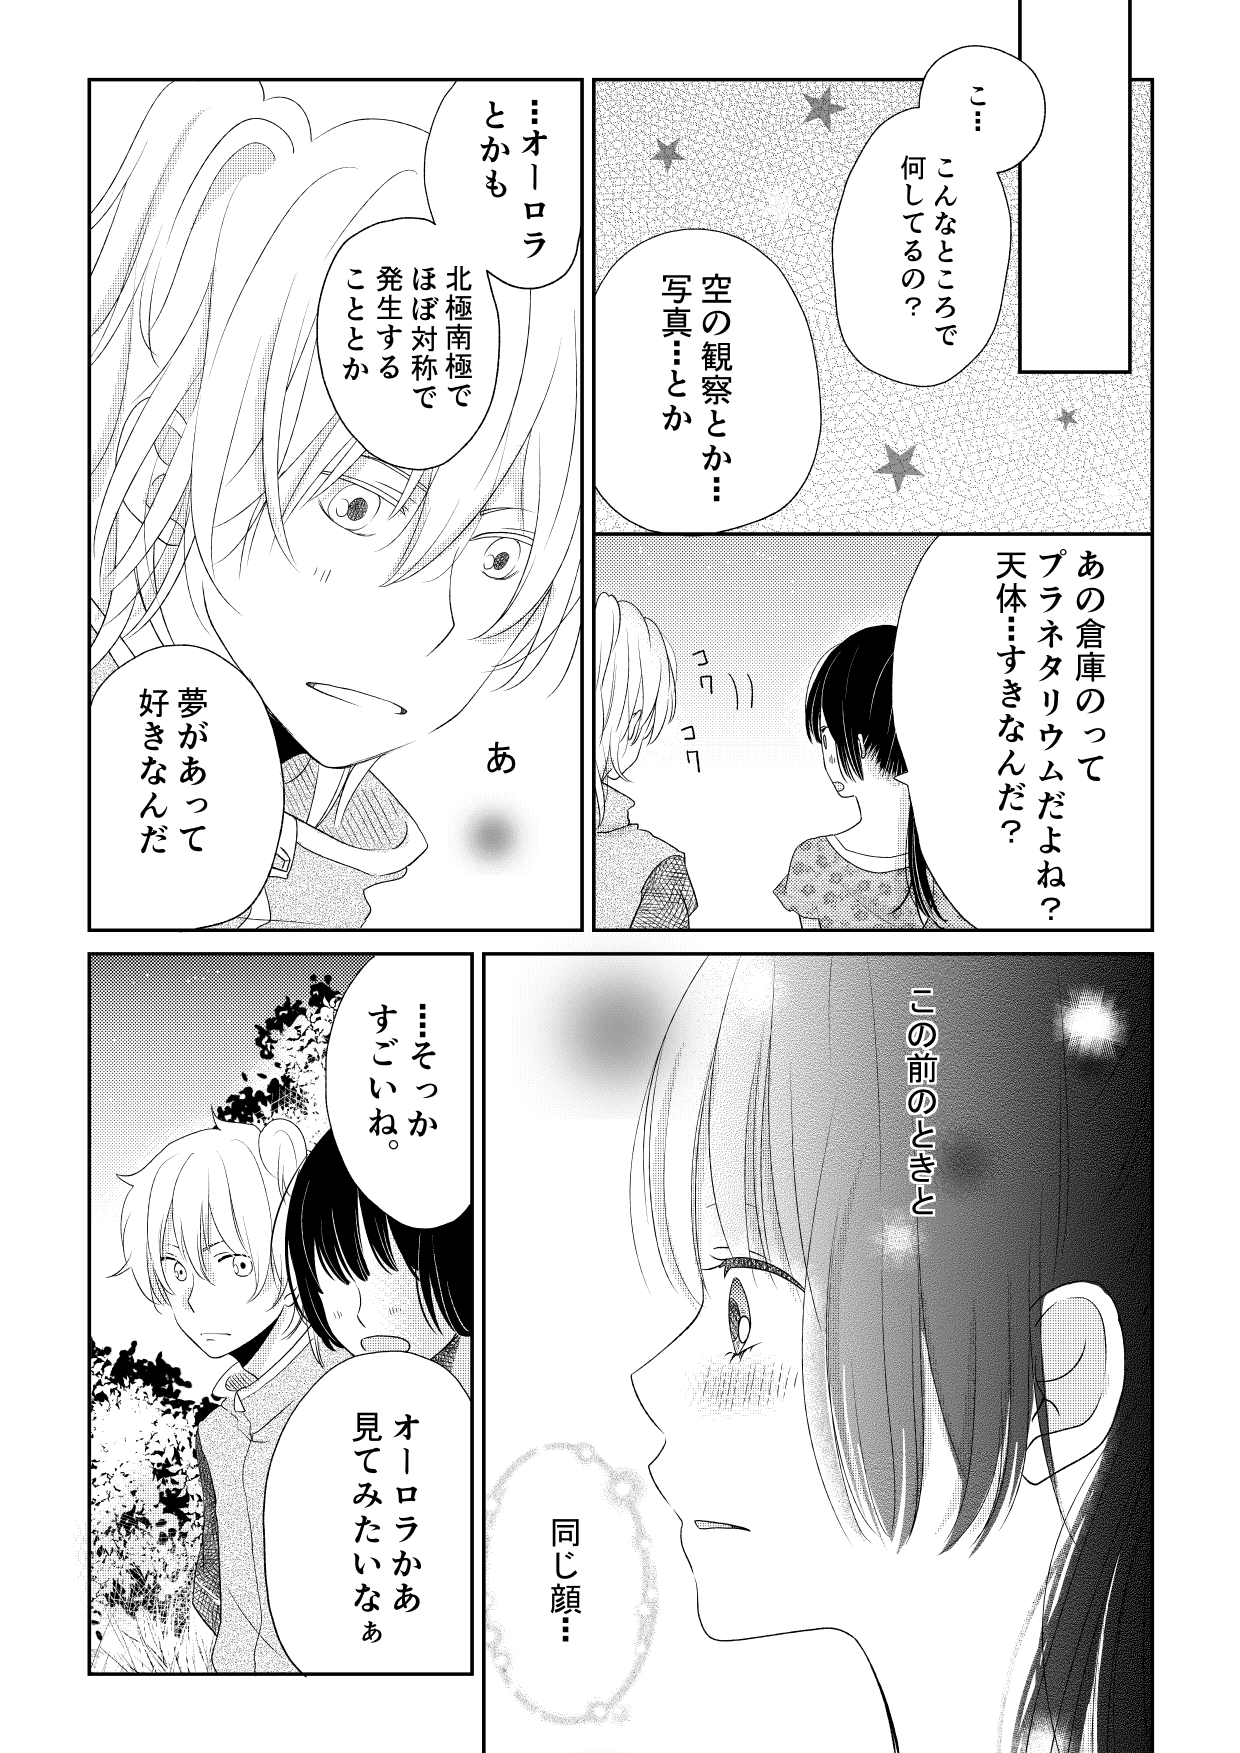 こ…
こんなところで
何してるの？
空の観察とか…
写真…とか
あの倉庫のって
プラネタリウムだよね？
天体…すきなんだ？
コク
コク
…オーロラ
とかも
北極南極で
ほぼ対称で
発生する
こととか
あ
夢があって
好きなんだ
この前のときと
同じ顔…
……そっか
すごいね。
オーロラかあ
見てみたいなぁ